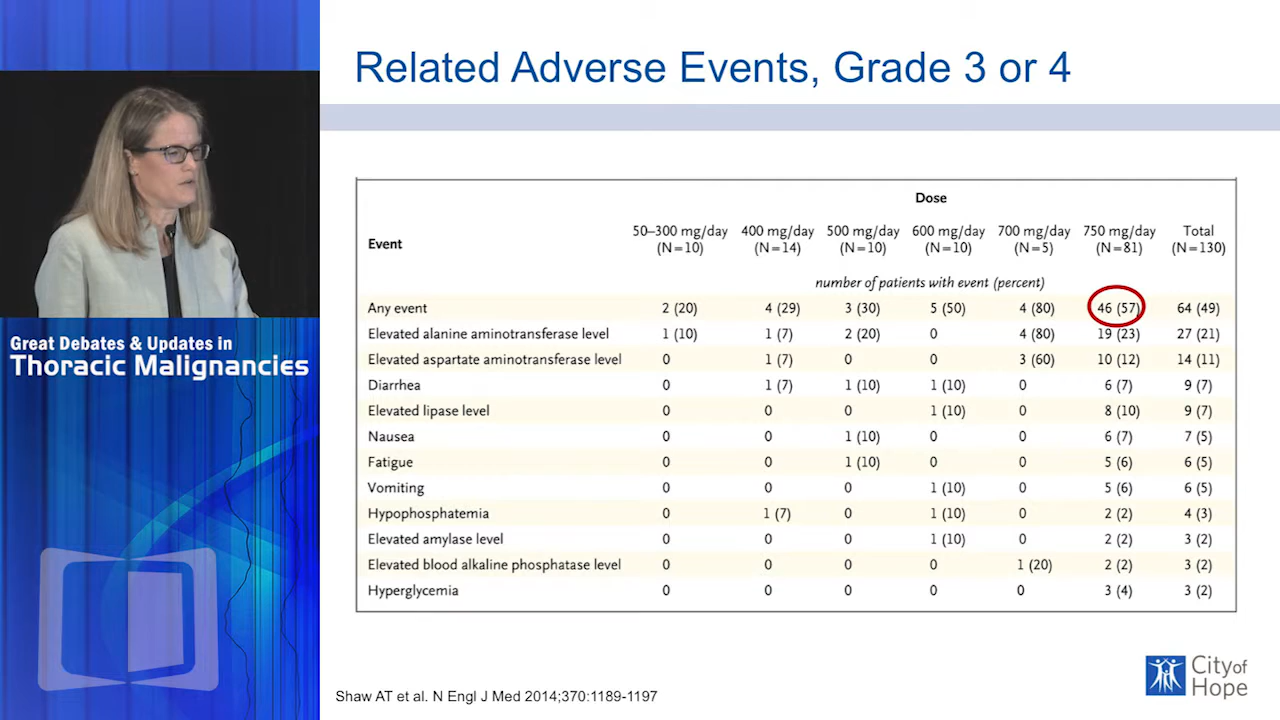 Related Adverse Events, Grade 3 or 4
Great Debates & Updates in
Thoracic Malignancies
Dose
Event 50–300 mg/day (N=10) 400 mg/day (N=14) 500 mg/day (N=10) 600 mg/day (N=10) 700 mg/day (N=5) 750 mg/day (N=81) Total (N=130)
number of patients with event (percent)
Any event 2 (20) 4 (29) 3 (30) 5 (50) 4 (80) 46 (57) 64 (49)
Elevated alanine aminotransferase level 1 (10) 1 (7) 2 (20) 0 4 (80) 19 (23) 27 (21)
Elevated aspartate aminotransferase level 0 1 (7) 0 0 3 (60) 10 (12) 14 (11)
Diarrhea 0 1 (7) 1 (10) 1 (10) 0 6 (7) 9 (7)
Elevated lipase level 0 0 0 1 (10) 0 8 (10) 9 (7)
Nausea 0 0 1 (10) 0 0 6 (7) 7 (5)
Fatigue 0 0 1 (10) 0 0 5 (6) 6 (5)
Vomiting 0 0 0 1 (10) 0 5 (6) 6 (5)
Hypophosphatemia 0 1 (7) 0 1 (10) 0 2 (2) 4 (3)
Elevated amylase level 0 0 0 1 (10) 0 2 (2) 3 (2)
Elevated blood alkaline phosphatase level 0 0 0 0 1 (20) 2 (2) 3 (2)
Hyperglycemia 0 0 0 0 0 3 (4) 3 (2)
Shaw AT et al. N Engl J Med 2014;370:1189-1197
City of
Hope